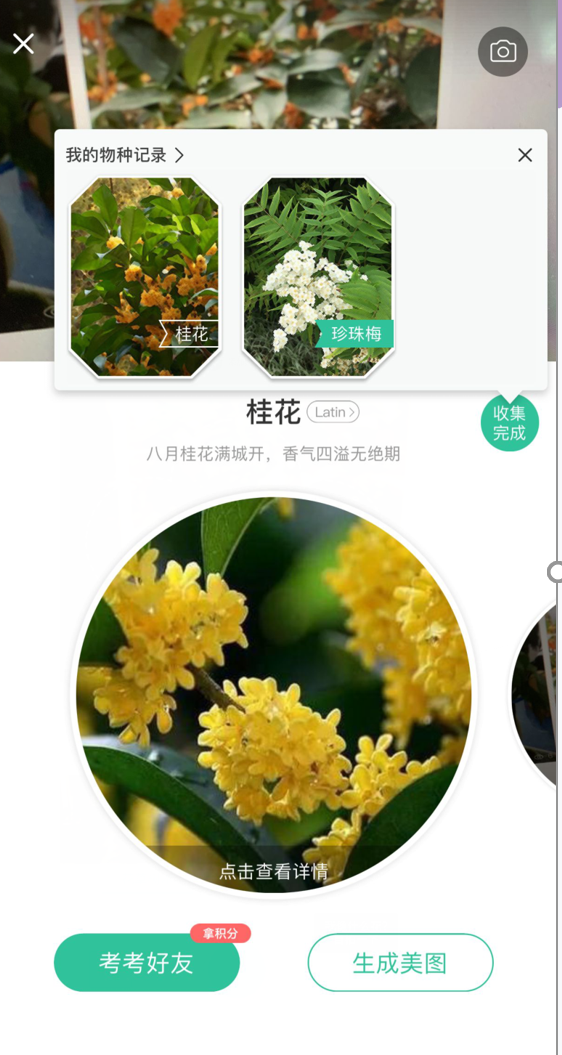 我的物种记录
桂花
珍珠梅
桂花 Latin
收集
完成
八月桂花满城开，香气四溢无绝期
点击查看详情
拿积分
考考好友
生成美图